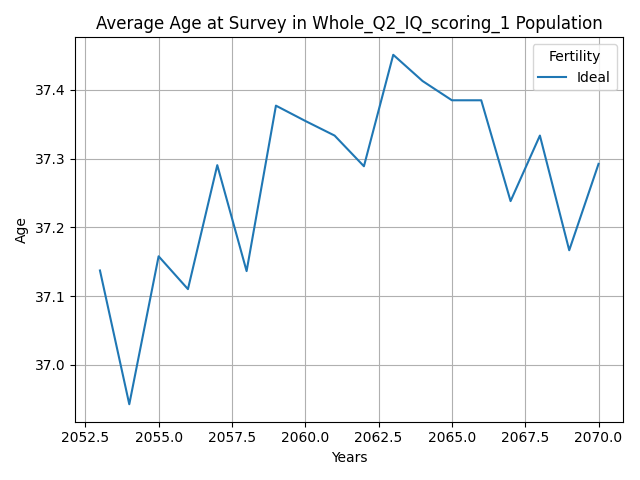 Average Age at Survey in Whole_Q2_IQ_scoring_1 Population
Fertility
Ideal
37.4
37.3
37.2
37.1
37.0
Age
2052.5 2055.0 2057.5 2060.0 2062.5 2065.0 2067.5 2070.0
Years